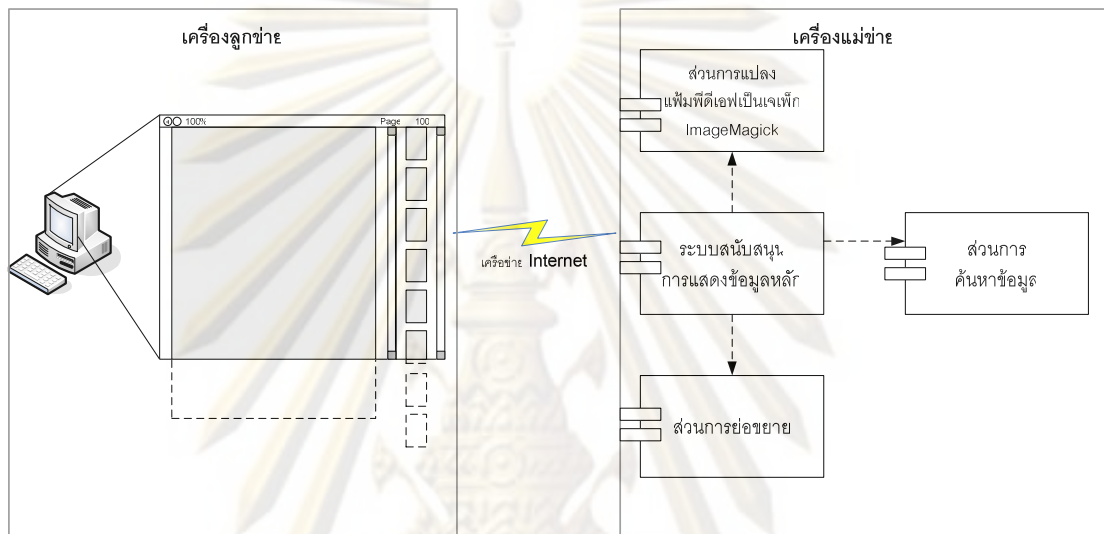 เครื่องลูกข่าย
100%
Page 100
เครือข่าย Internet
เครื่องแม่ข่าย
ส่วนการแปลง
แฟ้มพีดีเอฟเป็นเจเพ็ก
ImageMagick
ระบบสนับสนุน
การแสดงข้อมูลหลัก
ส่วนการ
ค้นหาข้อมูล
ส่วนการย่อขยาย